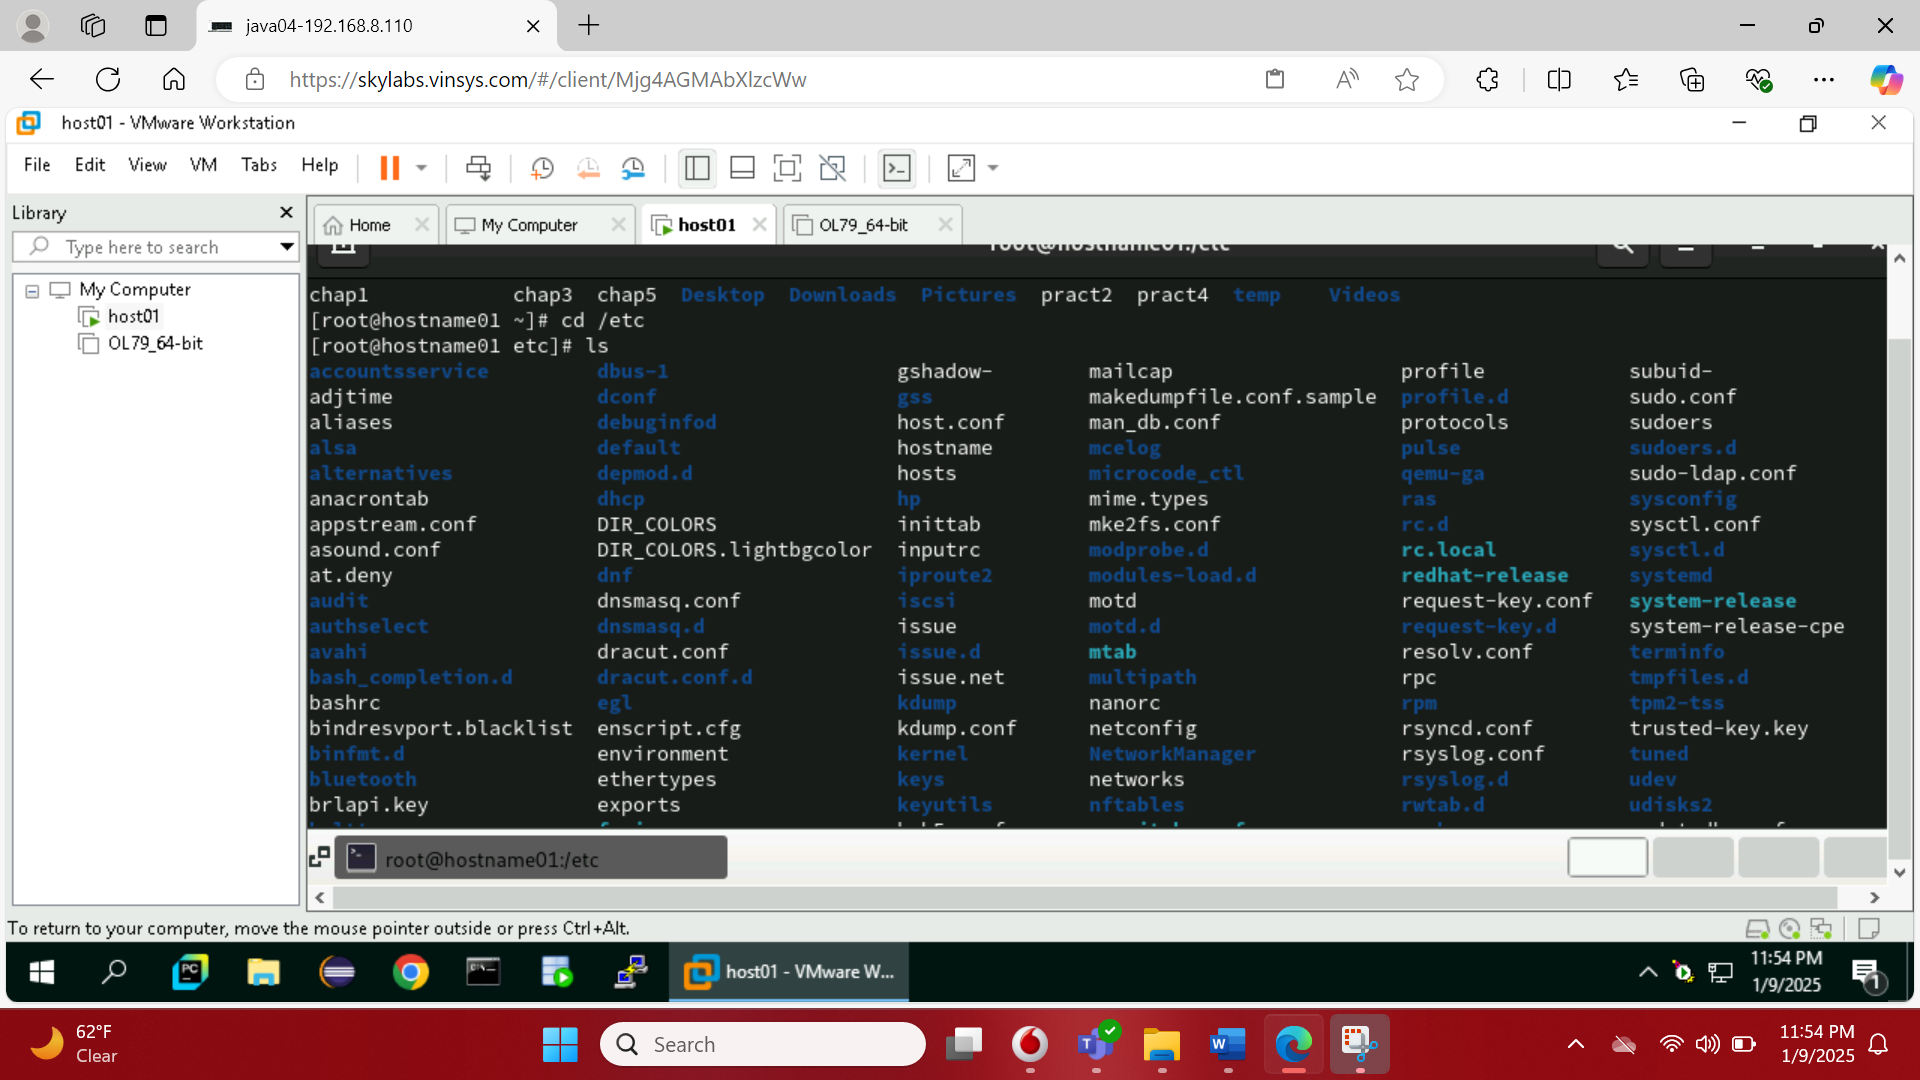 java04-192.168.8.110
https://skylabs.vinsys.com/#/client/Mjg4AGMAbXlzcWw
host01 - VMware Workstation
File Edit View VM Tabs Help
Library
Type here to search
My Computer
host01
OL79_64-bit
Home My Computer host01 OL79_64-bit
root@hostname01:/etc
chap1 chap3 chap5 Desktop Downloads Pictures pract2 pract4 temp Videos
[root@hostname01 ~]# cd /etc
[root@hostname01 etc]# ls
accountsservice dbus-1 gshadow- mailcap profile subuid-
adjtime dconf gss makedumpfile.conf.sample profile.d sudo.conf
aliases debuginfod host.conf man_db.conf protocols sudoers
alsa default hostname mcelog pulse sudoers.d
alternatives depmod.d hosts microcode_ctl qemu-ga sudo-ldap.conf
anacrontab dhcp hp mime.types ras sysconfig
appstream.conf DIR_COLORS inittab mke2fs.conf rc.d sysctl.conf
asound.conf DIR_COLORS.lightbgcolor inputrc modprobe.d rc.local sysctl.d
at.deny dnf iproute2 modules-load.d redhat-release systemd
audit dnsmasq.conf iscsi motd request-key.conf system-release
authselect dnsmasq.d issue motd.d request-key.d system-release-cpe
avahi dracut.conf issue.d mtab resolv.conf terminfo
bash_completion.d dracut.conf.d issue.net multipath rpc tmpfiles.d
bashrc egl kdump nanorc rpm tpm2-tss
bindresvport.blacklist enscript.cfg kdump.conf netconfig rsyncd.conf trusted-key.key
binfmt.d environment kernel NetworkManager rsyslog.conf tuned
bluetooth ethertypes keys networks rsyslog.d udev
brlapi.key exports keyutils nftables rwtab.d udisks2
root@hostname01:/etc
To return to your computer, move the mouse pointer outside or press Ctrl+Alt.
host01 - VMware W...
11:54 PM
1/9/2025
1
62°F
Clear
Search
11:54 PM
1/9/2025